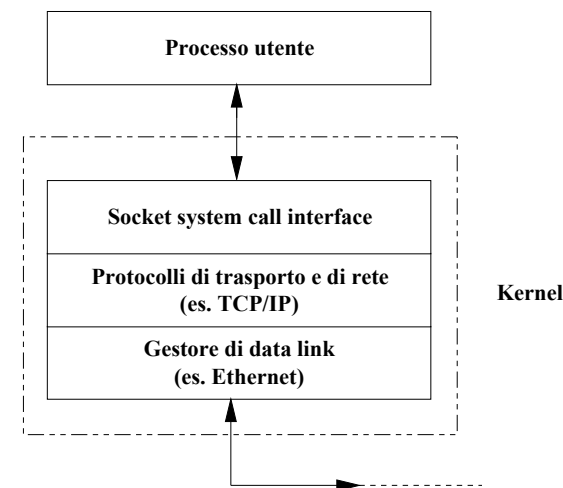 Processo utente
Socket system call interface
Protocolli di trasporto e di rete
(es. TCP/IP)
Kernel
Gestore di data link
(es. Ethernet)